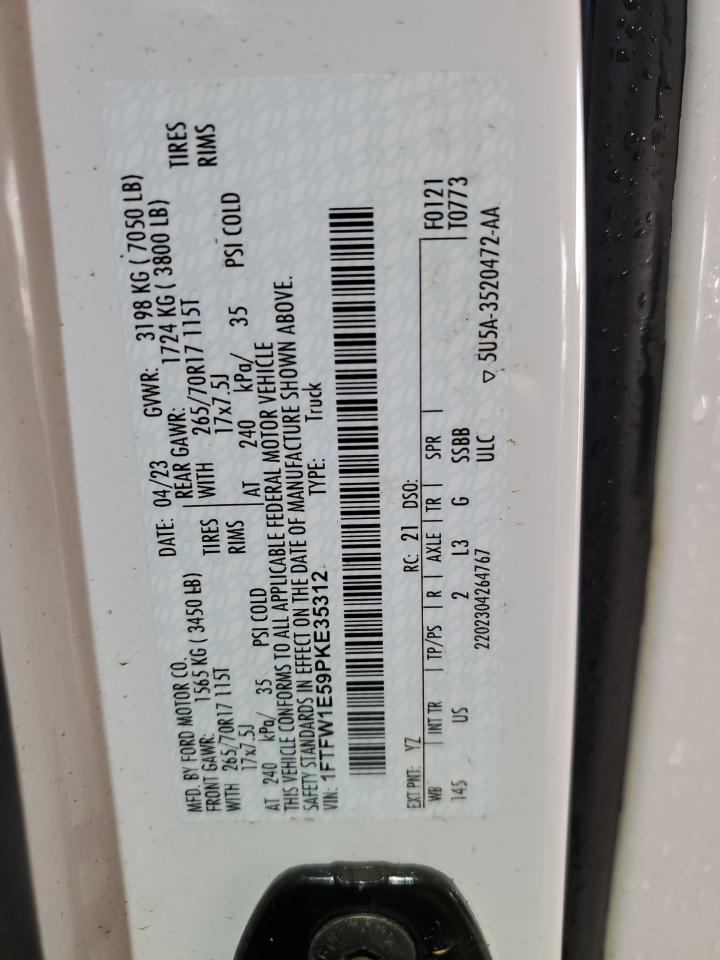 MFD. BY FORD MOTOR CO.
DATE: 04/23
GVWR: 3198 KG ( 7050 LB)
FRONT GAWR: 1565 KG ( 3450 LB)
REAR GAWR: 1724 KG ( 3800 LB)
WITH 265/70R17 115T TIRES
WITH 265/70R17 115T TIRES
17x7.5J RIMS
17x7.5J RIMS
AT 240 kPa/ 35 PSI COLD
AT 240 kPa/ 35 PSI COLD
THIS VEHICLE CONFORMS TO ALL APPLICABLE FEDERAL MOTOR VEHICLE
SAFETY STANDARDS IN EFFECT ON THE DATE OF MANUFACTURE SHOWN ABOVE.
VIN: 1FTFW1E59PKE35312
TYPE: Truck
EXT PNT: YZ RC: 21 DSO: F0121
WB INT TR TP/PS R AXLE TR SPR T0773
145 US 2 L3 G SSBB
2202304264767 ULC ▽ 5U5A-3520472-AA